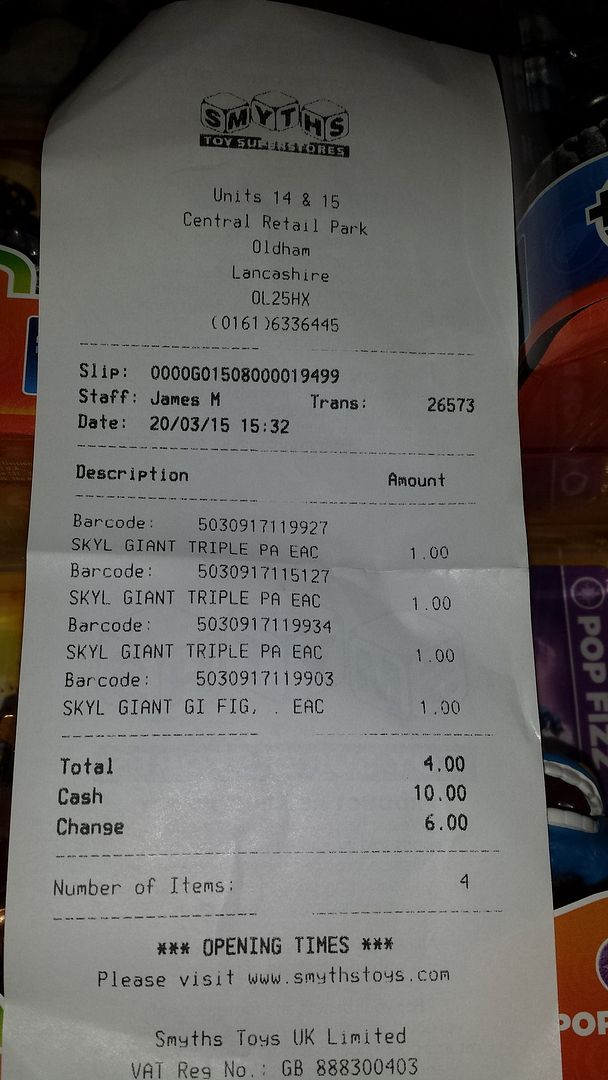 SMYTHS
TOY SUPERSTORES
Units 14 & 15
Central Retail Park
Oldham
Lancashire
OL25HX
(0161)6336445
Slip: 0000G01508000019499
Staff: James M Trans: 26573
Date: 20/03/15 15:32
Description Amount
Barcode: 5030917119927
SKYL GIANT TRIPLE PA EAC 1.00
Barcode: 5030917115127
SKYL GIANT TRIPLE PA EAC 1.00
Barcode: 5030917119934
SKYL GIANT TRIPLE PA EAC 1.00
Barcode: 5030917119903
SKYL GIANT GI FIG, . EAC 1.00
Total 4.00
Cash 10.00
Change 6.00
Number of Items: 4
*** OPENING TIMES ***
Please visit www.smythstoys.com
Smyths Toys UK Limited
VAT Reg No.: GB 888300403
POP FIZZ
POP